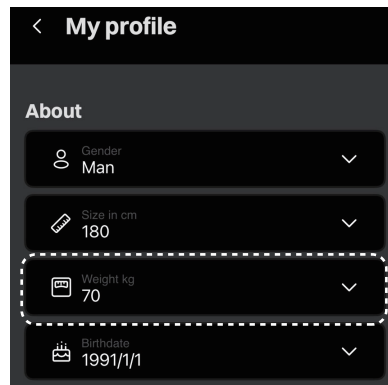 My profile
About
Gender
Man
Size in cm
180
Weight kg
70
Birthdate
1991/1/1